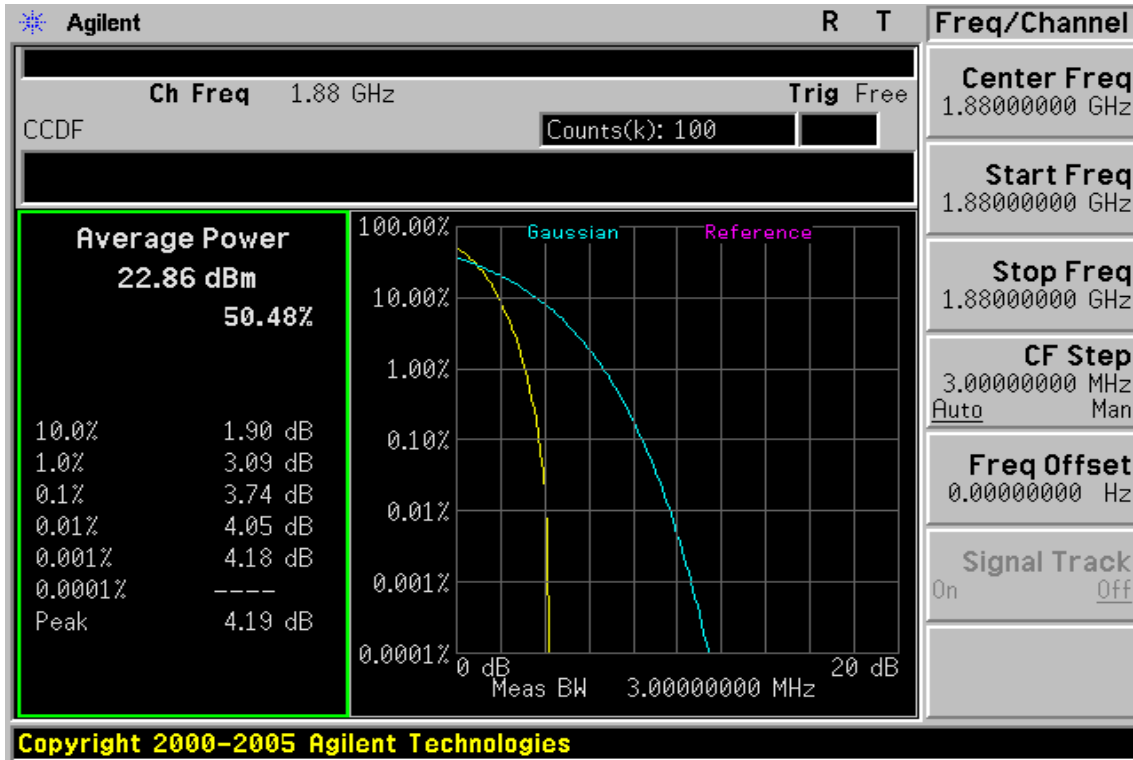 Agilent R T
Ch Freq 1.88 GHz Trig Free
CCDF Counts(k): 100
Average Power
22.86 dBm
50.48%
10.0% 1.90 dB
1.0% 3.09 dB
0.1% 3.74 dB
0.01% 4.05 dB
0.001% 4.18 dB
0.0001% ----
Peak 4.19 dB
Gaussian Reference
100.00%
10.00%
1.00%
0.10%
0.01%
0.001%
0.0001%
0 dB 20 dB
Meas BW 3.00000000 MHz
Freq/Channel
Center Freq
1.88000000 GHz
Start Freq
1.88000000 GHz
Stop Freq
1.88000000 GHz
CF Step
3.00000000 MHz
Auto Man
Freq Offset
0.00000000 Hz
Signal Track
On Off
Copyright 2000-2005 Agilent Technologies